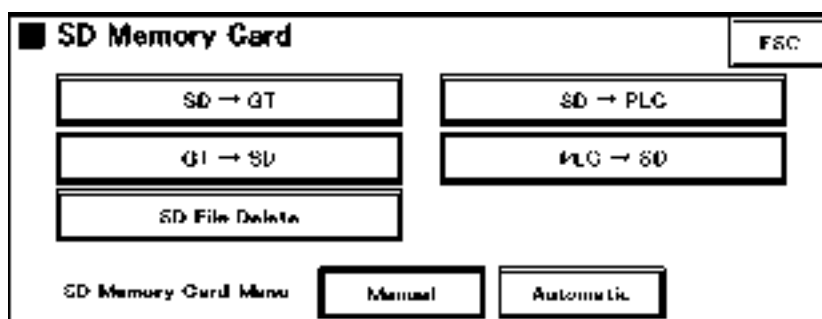 SD Memory Card
ESC
SD → GT
SD → PLC
GT → SD
PLC → SD
SD File Delete
SD Memory Card Menu Manual Automatic